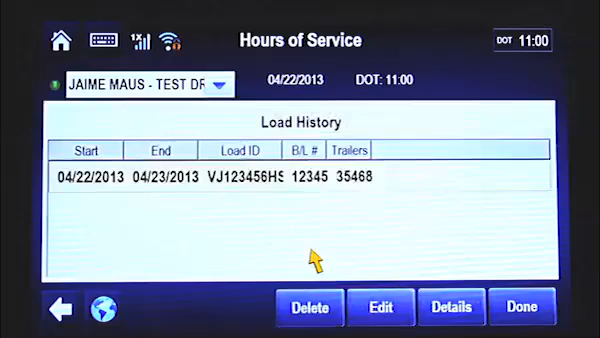 1X Hours of Service DOT 11:00
JAIME MAUS - TEST DR 04/22/2013 DOT: 11:00
Load History
Start End Load ID B/L # Trailers
04/22/2013 04/23/2013 VJ123456HS 12345 35468
Delete Edit Details Done